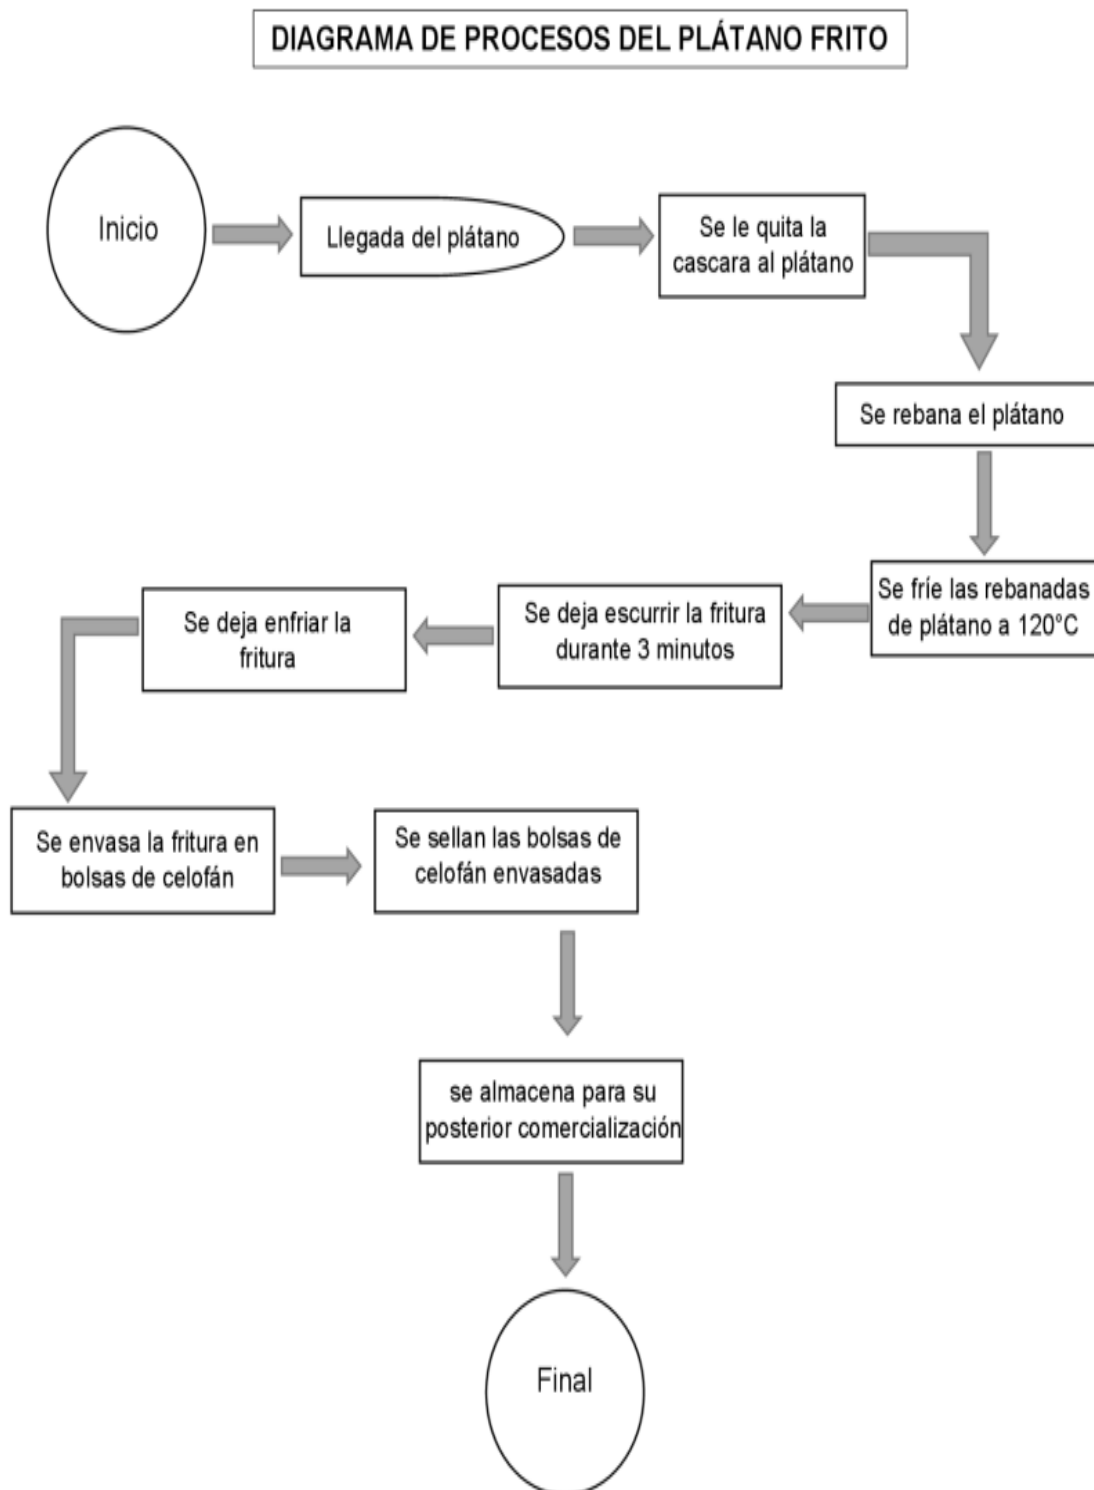 DIAGRAMA DE PROCESOS DEL PLÁTANO FRITO
Inicio
Llegada del plátano
Se le quita la
cascara al plátano
Se rebana el plátano
Se fríe las rebanadas
de plátano a 120°C
Se deja escurrir la fritura
durante 3 minutos
Se deja enfriar la
fritura
Se envasa la fritura en
bolsas de celofán
Se sellan las bolsas de
celofán envasadas
se almacena para su
posterior comercialización
Final